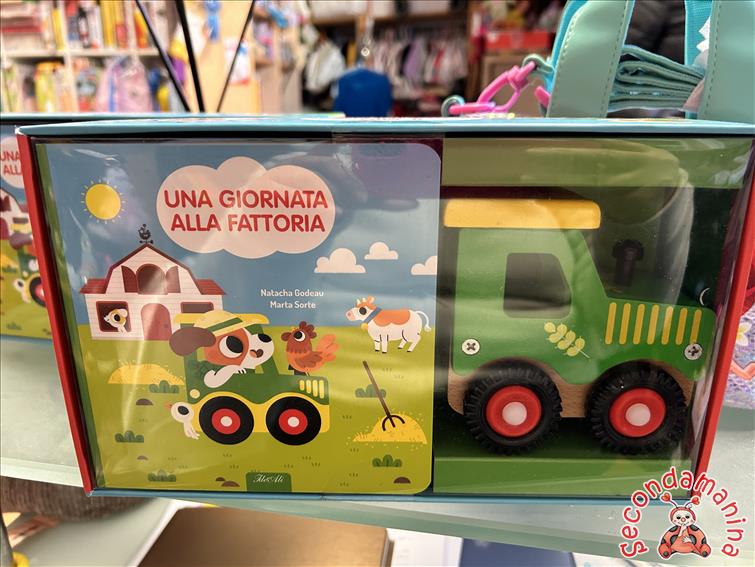 UNA GIORNATA
ALLA FATTORIA
Natacha Godeau
Marta Sorte
Secondamanina